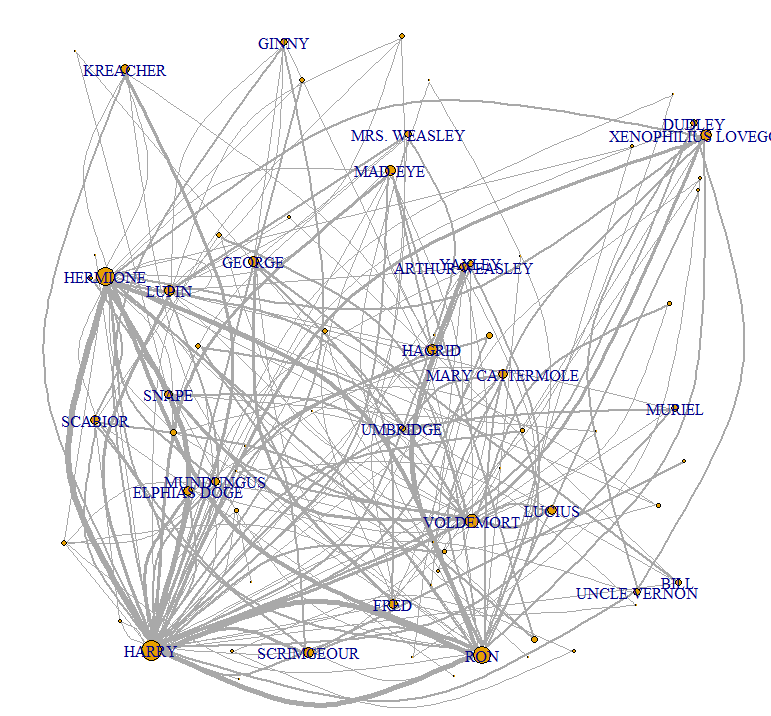 GINNY
KREACHER
DUDLEY
MRS. WEASLEY
XENOPHILIUS LOVEGO
MAD-EYE
GEORGE
YAXLEY
ARTHUR WEASLEY
HERMIONE
LUPIN
HAGRID
MARY CATTERMOLE
SNAPE
MURIEL
SCABIOR
UMBRIDGE
MUNDUNGUS
ELPHIAS DOGE
LUCIUS
VOLDEMORT
BILL
UNCLE VERNON
FRED
HARRY
SCRIMGEOUR
RON